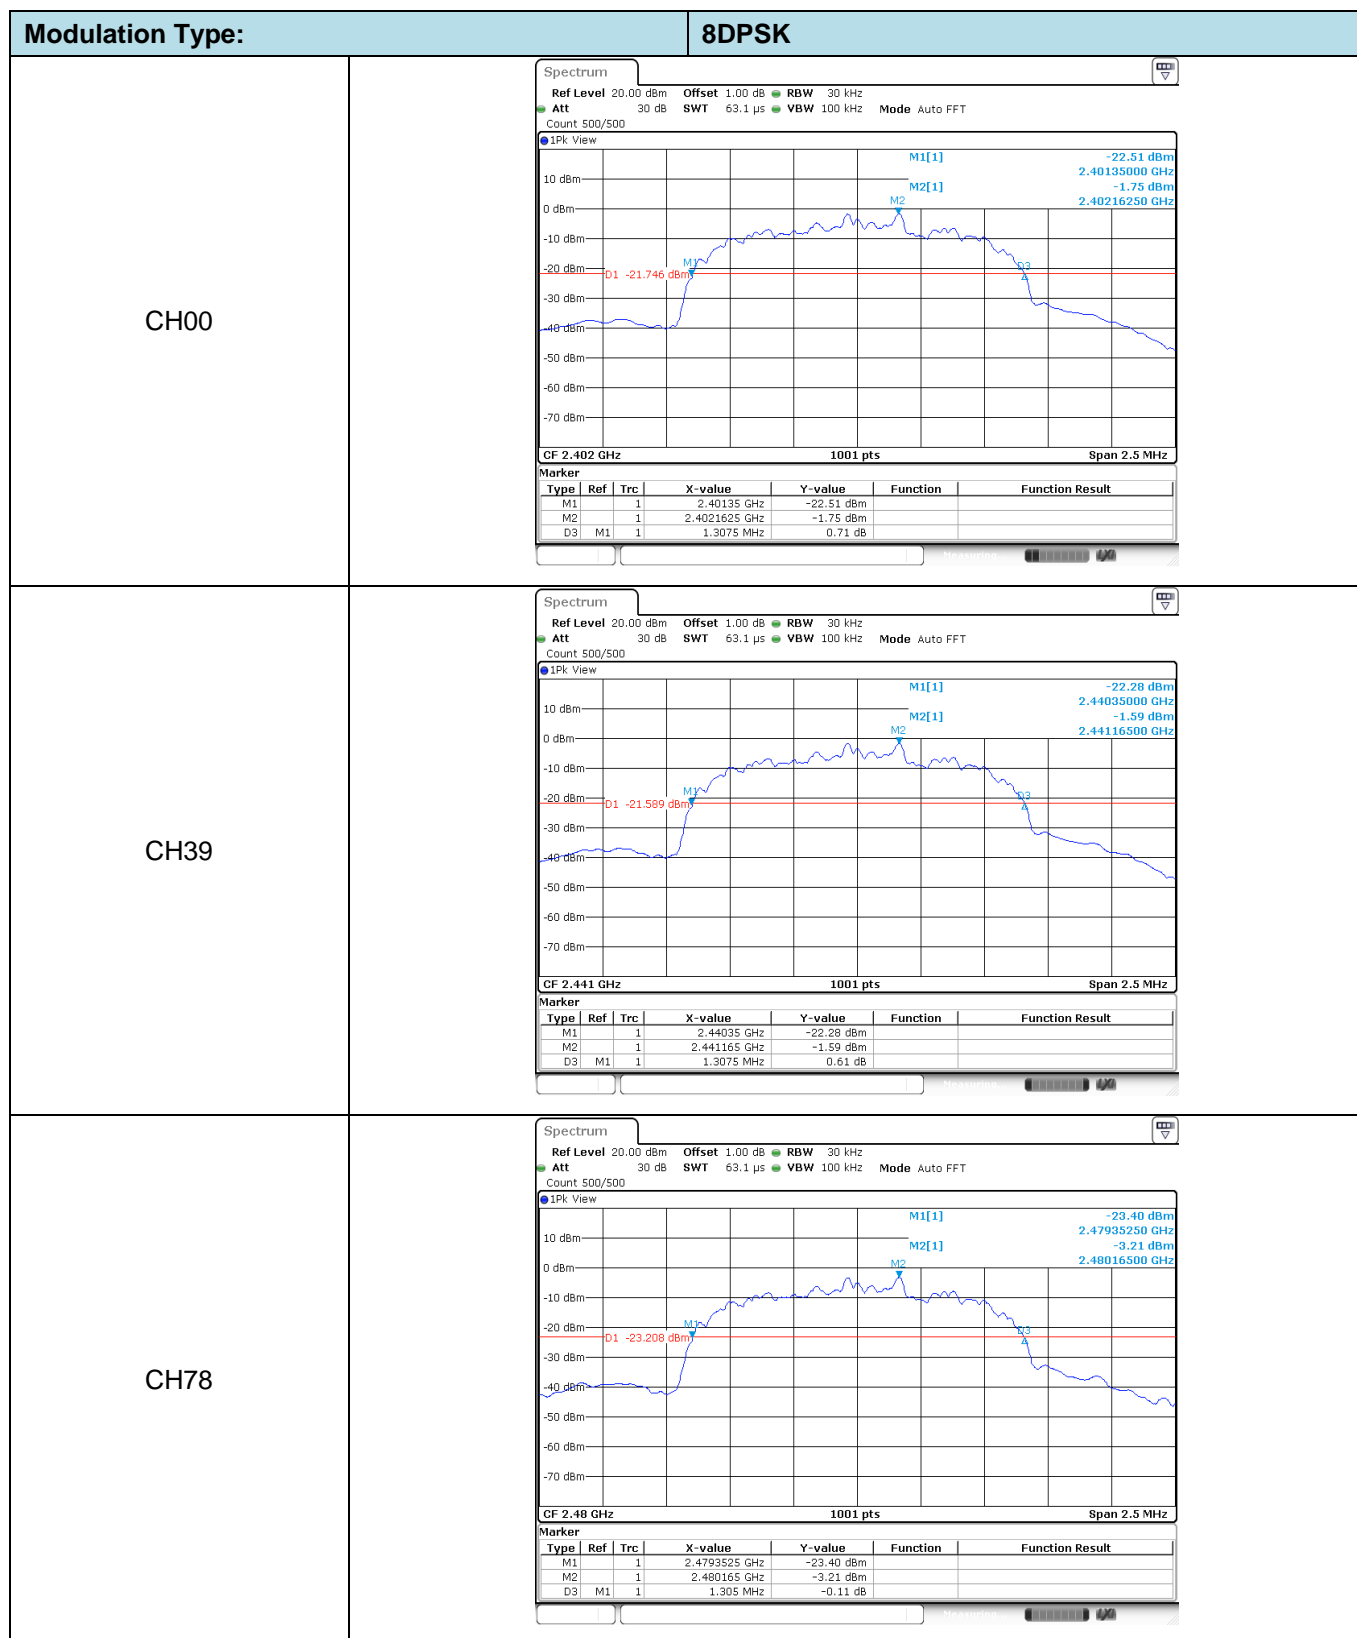 Modulation Type: 8DPSK
CH00
Spectrum
Ref Level 20.00 dBm Offset 1.00 dB RBW 30 kHz
Att 30 dB SWT 63.1 µs VBW 100 kHz Mode Auto FFT
Count 500/500
1Pk View
M1[1] -22.51 dBm
2.40135000 GHz
10 dBm
M2[1] -1.75 dBm
M2 2.40216250 GHz
0 dBm
-10 dBm
M1 D3
-20 dBm
D1 -21.746 dBm
-30 dBm
-40 dBm
-50 dBm
-60 dBm
-70 dBm
CF 2.402 GHz 1001 pts Span 2.5 MHz
Marker
Type Ref Trc X-value Y-value Function Function Result
M1 1 2.40135 GHz -22.51 dBm
M2 1 2.4021625 GHz -1.75 dBm
D3 M1 1 1.3075 MHz 0.71 dB
Measuring...
CH39
Spectrum
Ref Level 20.00 dBm Offset 1.00 dB RBW 30 kHz
Att 30 dB SWT 63.1 µs VBW 100 kHz Mode Auto FFT
Count 500/500
1Pk View
M1[1] -22.28 dBm
2.44035000 GHz
10 dBm
M2[1] -1.59 dBm
M2 2.44116500 GHz
0 dBm
-10 dBm
M1 D3
-20 dBm
D1 -21.589 dBm
-30 dBm
-40 dBm
-50 dBm
-60 dBm
-70 dBm
CF 2.441 GHz 1001 pts Span 2.5 MHz
Marker
Type Ref Trc X-value Y-value Function Function Result
M1 1 2.44035 GHz -22.28 dBm
M2 1 2.441165 GHz -1.59 dBm
D3 M1 1 1.3075 MHz 0.61 dB
Measuring...
CH78
Spectrum
Ref Level 20.00 dBm Offset 1.00 dB RBW 30 kHz
Att 30 dB SWT 63.1 µs VBW 100 kHz Mode Auto FFT
Count 500/500
1Pk View
M1[1] -23.40 dBm
2.47935250 GHz
10 dBm
M2[1] -3.21 dBm
M2 2.48016500 GHz
0 dBm
-10 dBm
M1 D3
-20 dBm
D1 -23.208 dBm
-30 dBm
-40 dBm
-50 dBm
-60 dBm
-70 dBm
CF 2.48 GHz 1001 pts Span 2.5 MHz
Marker
Type Ref Trc X-value Y-value Function Function Result
M1 1 2.4793525 GHz -23.40 dBm
M2 1 2.480165 GHz -3.21 dBm
D3 M1 1 1.305 MHz -0.11 dB
Measuring...